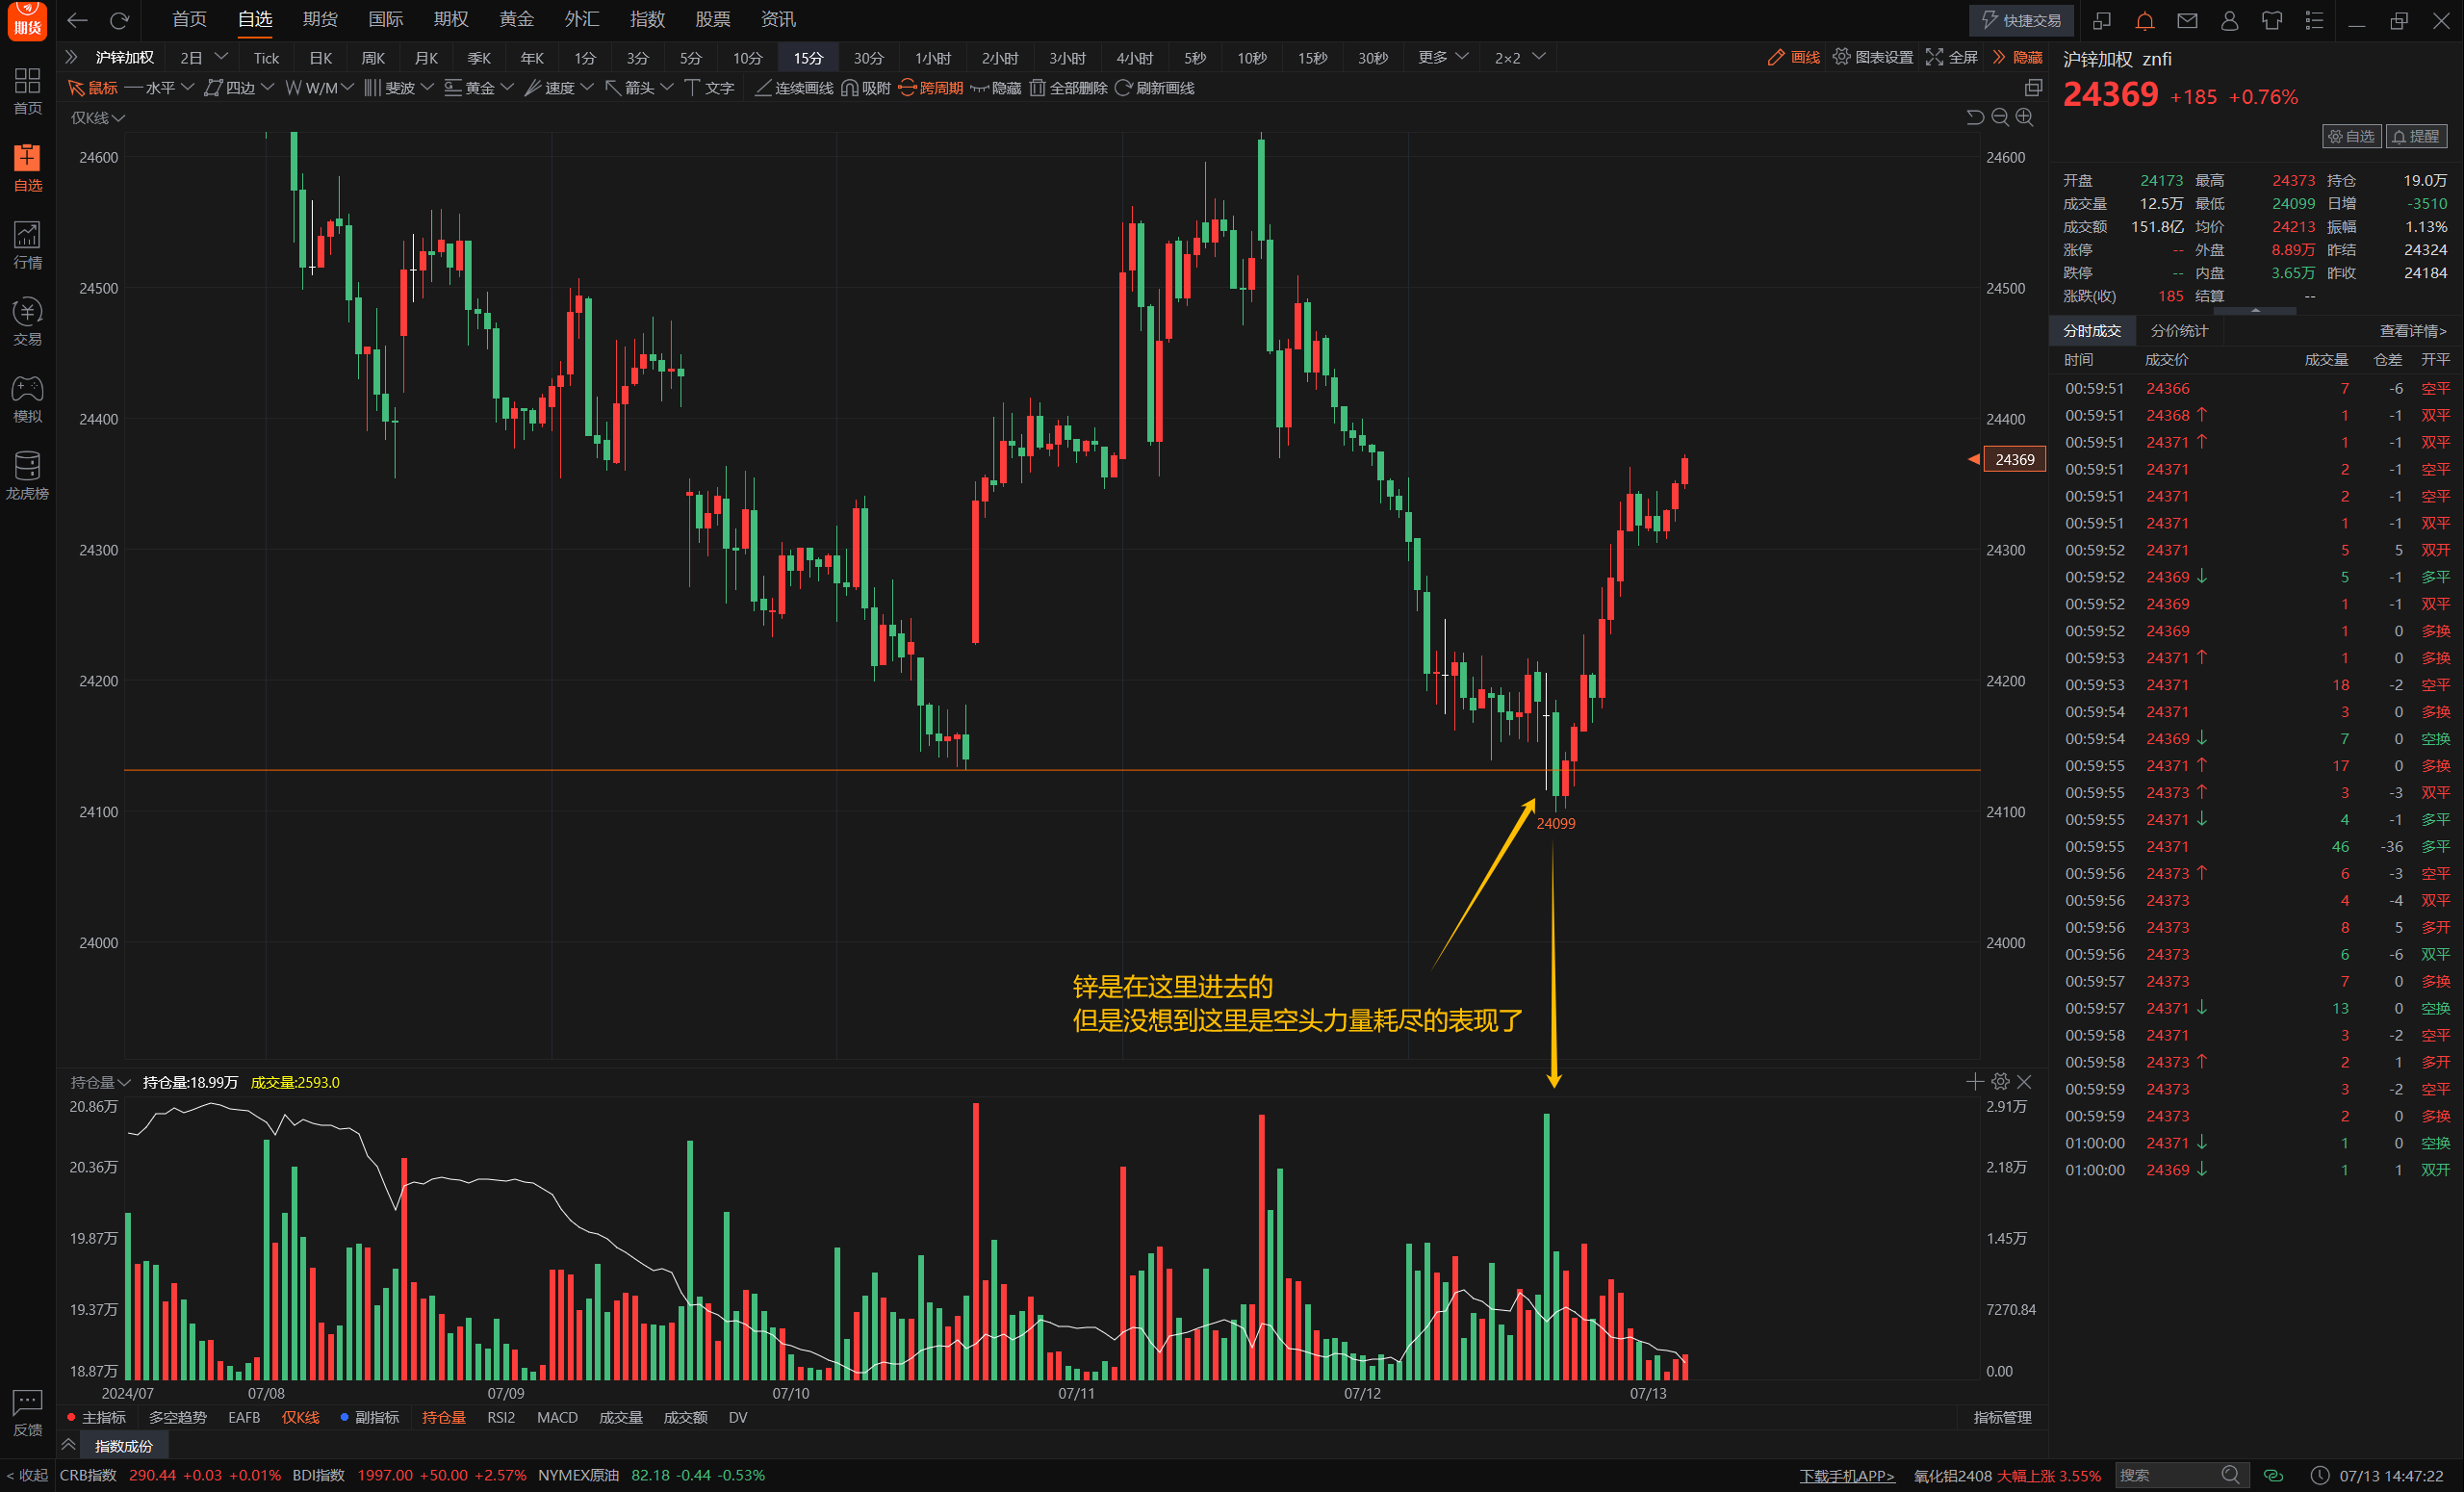 期货 首页 自选 期货 国际 期权 黄金 外汇 指数 股票 资讯 快捷交易
沪锌加权 2日 Tick 日K 周K 月K 季K 年K 1分 3分 5分 10分 15分 30分 1小时 2小时 3小时 4小时 5秒 10秒 15秒 30秒 更多 2×2 画线 图表设置 全屏 隐藏
鼠标 水平 四边 W/M 斐波 黄金 速度 箭头 文字 连续画线 吸附 跨周期 隐藏 全部删除 刷新画线
首页
自选
行情
交易
模拟
龙虎榜
反馈
仅K线
24600 24600
24500 24500
24400 24400
24369
24300 24300
24200 24200
24100 24100
24099
24000 24000
锌是在这里进去的
但是没想到这里是空头力量耗尽的表现了
持仓量 持仓量:18.99万 成交量:2593.0
20.86万 2.91万
20.36万 2.18万
19.87万 1.45万
19.37万 7270.84
18.87万 0.00
2024/07 07/08 07/09 07/10 07/11 07/12 07/13
主指标 多空趋势 EAFB 仅K线 副指标 持仓量 RSI2 MACD 成交量 成交额 DV 指标管理
指数成份
沪锌加权 znfi
24369 +185 +0.76%
自选 提醒
开盘 24173 最高 24373 持仓 19.0万
成交量 12.5万 最低 24099 日增 -3510
成交额 151.8亿 均价 24213 振幅 1.13%
涨停 -- 外盘 8.89万 昨结 24324
跌停 -- 内盘 3.65万 昨收 24184
涨跌(收) 185 结算 --
分时成交 分价统计 查看详情>
时间 成交价 成交量 仓差 开平
00:59:51 24366 7 -6 空平
00:59:51 24368 ↑ 1 -1 双平
00:59:51 24371 ↑ 1 -1 双平
00:59:51 24371 2 -1 空平
00:59:51 24371 2 -1 空平
00:59:51 24371 1 -1 双平
00:59:52 24371 5 5 双开
00:59:52 24369 ↓ 5 -1 多平
00:59:52 24369 1 -1 双平
00:59:52 24369 1 0 多换
00:59:53 24371 ↑ 1 0 多换
00:59:53 24371 18 -2 空平
00:59:54 24371 3 0 多换
00:59:54 24369 ↓ 7 0 空换
00:59:55 24371 ↑ 17 0 多换
00:59:55 24373 ↑ 3 -3 双平
00:59:55 24371 ↓ 4 -1 多平
00:59:55 24371 46 -36 多平
00:59:56 24373 ↑ 6 -3 空平
00:59:56 24373 4 -4 双平
00:59:56 24373 8 5 多开
00:59:56 24373 6 -6 双平
00:59:57 24373 7 0 多换
00:59:57 24371 ↓ 13 0 空换
00:59:58 24371 3 -2 空平
00:59:58 24373 ↑ 2 1 多开
00:59:59 24373 3 -2 空平
00:59:59 24373 2 0 多换
01:00:00 24371 ↓ 1 0 空换
01:00:00 24369 ↓ 1 1 双开
< 收起 CRB指数 290.44 +0.03 +0.01% BDI指数 1997.00 +50.00 +2.57% NYMEX原油 82.18 -0.44 -0.53% 下载手机APP> 氧化铝2408 大幅上涨 3.55% 搜索 07/13 14:47:22